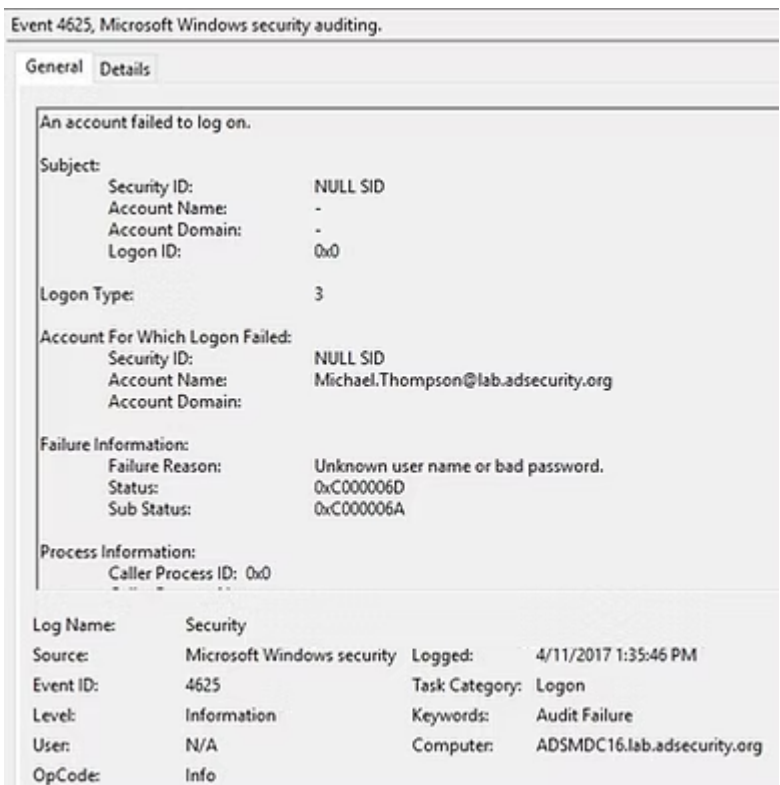 Event 4625, Microsoft Windows security auditing.
General Details
An account failed to log on.
Subject:
Security ID: NULL SID
Account Name: -
Account Domain: -
Logon ID: 0x0
Logon Type: 3
Account For Which Logon Failed:
Security ID: NULL SID
Account Name: Michael.Thompson@lab.adsecurity.org
Account Domain:
Failure Information:
Failure Reason: Unknown user name or bad password.
Status: 0xC000006D
Sub Status: 0xC000006A
Process Information:
Caller Process ID: 0x0
Log Name: Security
Source: Microsoft Windows security Logged: 4/11/2017 1:35:46 PM
Event ID: 4625 Task Category: Logon
Level: Information Keywords: Audit Failure
User: N/A Computer: ADSMDC16.lab.adsecurity.org
OpCode: Info